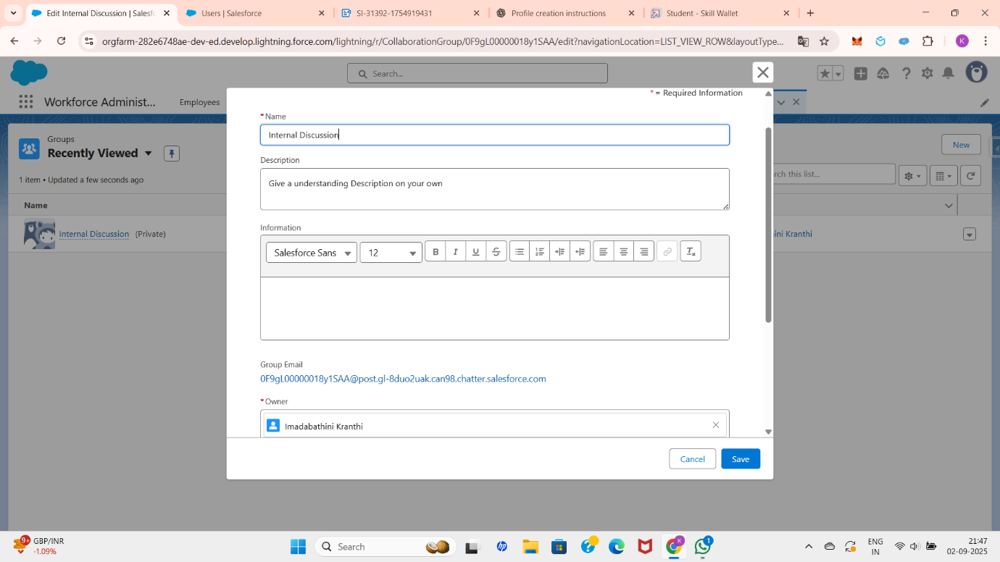 Edit Internal Discussion | Salesf
Users | Salesforce
SI-31392-1754919431
Profile creation instructions
Student - Skill Wallet
orgfarm-282e6748ae-dev-ed.develop.lightning.force.com/lightning/r/CollaborationGroup/0F9gL00000018y1SAA/edit?navigationLocation=LIST_VIEW_ROW&layoutType...
K
Search...
Workforce Administ...
Employees
* = Required Information
Groups
Recently Viewed
New
1 item • Updated a few seconds ago
rch this list...
Name
Internal Discussion (Private)
ini Kranthi
* Name
Internal Discussion
Description
Give a understanding Description on your own
Information
Salesforce Sans
12
B I U S
Group Email
0F9gL00000018y1SAA@post.gl-8duo2uak.can98.chatter.salesforce.com
* Owner
Imadabathini Kranthi
Cancel
Save
9+
GBP/INR
-1.09%
Search
K
1
ENG
IN
21:47
02-09-2025